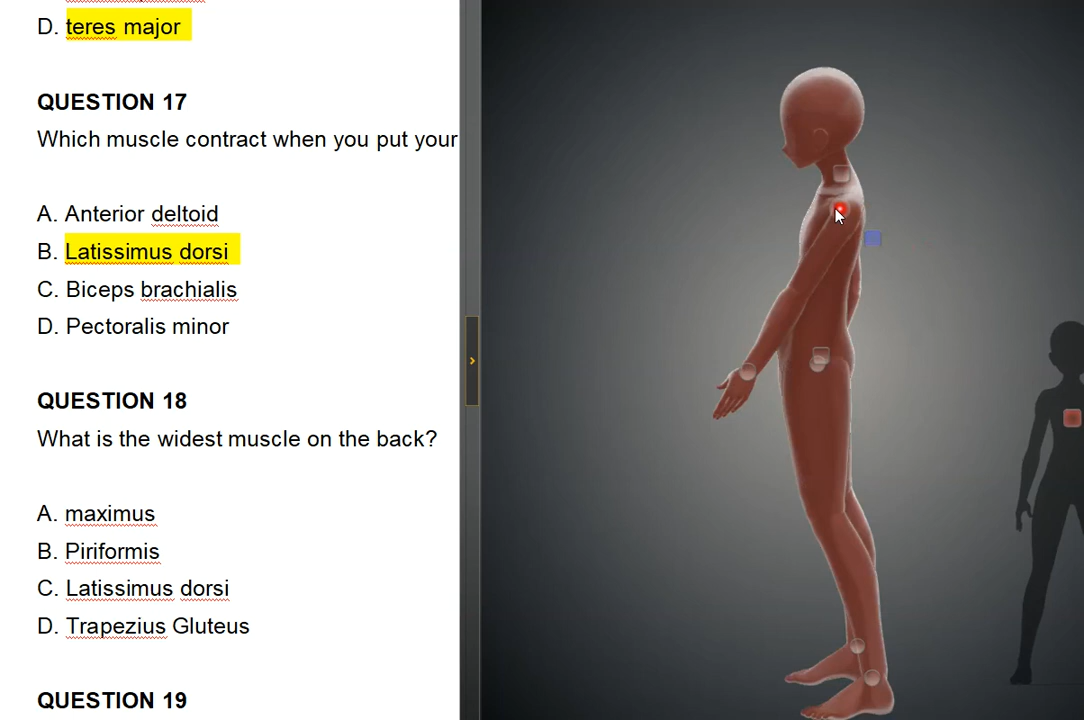 D. teres major
QUESTION 17
Which muscle contract when you put your
A. Anterior deltoid
B. Latissimus dorsi
C. Biceps brachialis
D. Pectoralis minor
QUESTION 18
What is the widest muscle on the back?
A. maximus
B. Piriformis
C. Latissimus dorsi
D. Trapezius Gluteus
QUESTION 19